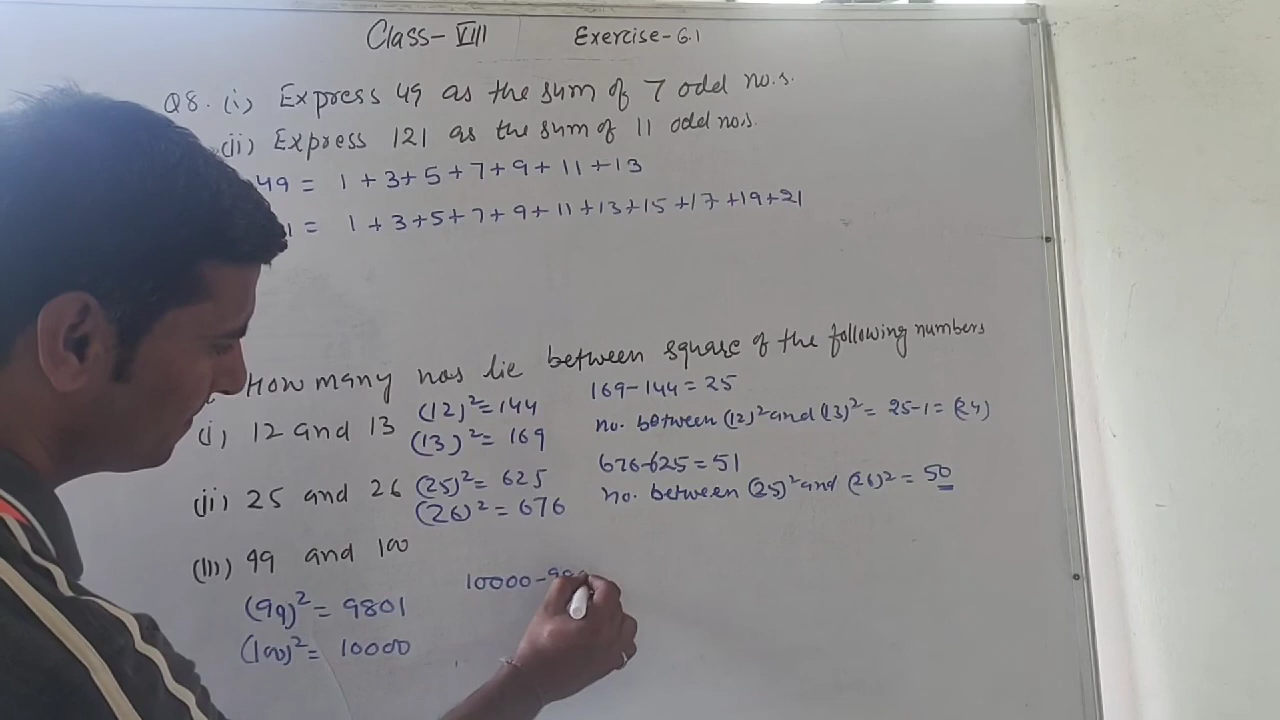 Class-VIII Exercise-6.1
Q8. (i) Express 49 as the sum of 7 odd no.s.
(ii) Express 121 as the sum of 11 odd no.s.
49 = 1+3+5+7+9+11+13
1 = 1+3+5+7+9+11+13+15+17+19+21
How many nos lie between square of the following numbers
(i) 12 and 13 (12)²=144 169-144=25
(13)²=169 no. between (12)² and (13)² = 25-1=(24)
(ii) 25 and 26 (25)²=625 676-625=51
(26)²=676 no. between (25)² and (26)² = 50
(III) 99 and 100
(99)²=9801 10000-
(100)²=10000